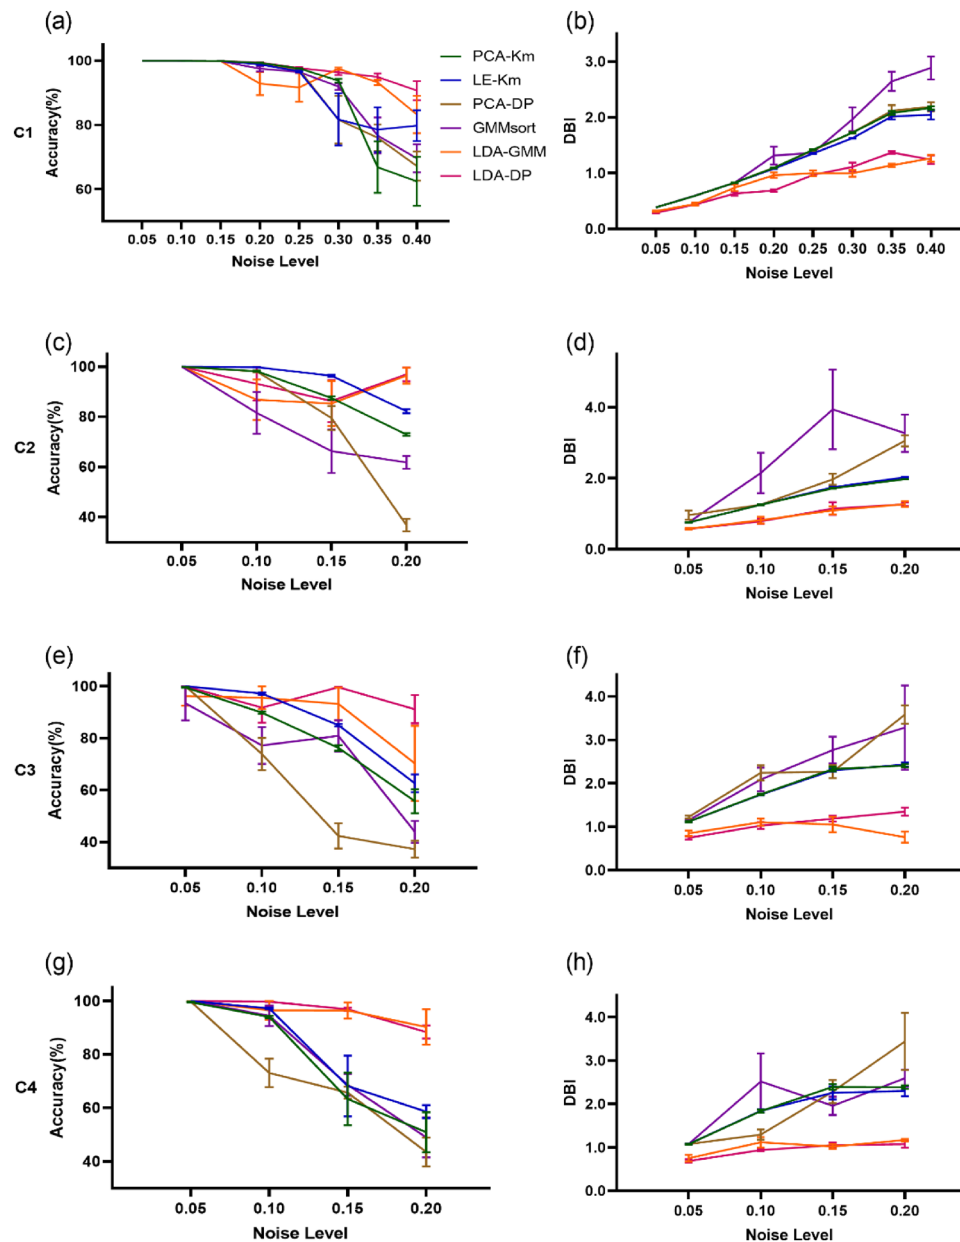 (a)
(b)
C1
Accuracy(%)
100
80
60
0.05 0.10 0.15 0.20 0.25 0.30 0.35 0.40
Noise Level
PCA-Km
LE-Km
PCA-DP
GMMsort
LDA-GMM
LDA-DP
DBI
3.0
2.0
1.0
0.0
0.05 0.10 0.15 0.20 0.25 0.30 0.35 0.40
Noise Level
(c)
(d)
C2
Accuracy(%)
100
80
60
40
0.05 0.10 0.15 0.20
Noise Level
DBI
4.0
2.0
0.0
0.05 0.10 0.15 0.20
Noise Level
(e)
(f)
C3
Accuracy(%)
100
80
60
40
0.05 0.10 0.15 0.20
Noise Level
DBI
4.0
3.0
2.0
1.0
0.0
0.05 0.10 0.15 0.20
Noise Level
(g)
(h)
C4
Accuracy(%)
100
80
60
40
0.05 0.10 0.15 0.20
Noise Level
DBI
4.0
3.0
2.0
1.0
0.0
0.05 0.10 0.15 0.20
Noise Level